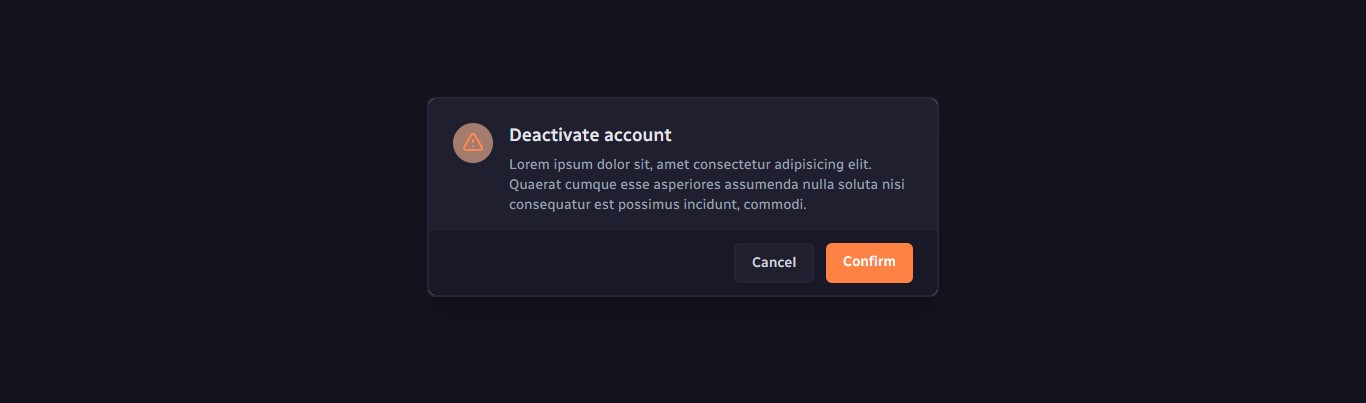 Deactivate account
Lorem ipsum dolor sit, amet consectetur adipisicing elit.
Quaerat cumque esse asperiores assumenda nulla soluta nisi
consequatur est possimus incidunt, commodi.
Cancel
Confirm